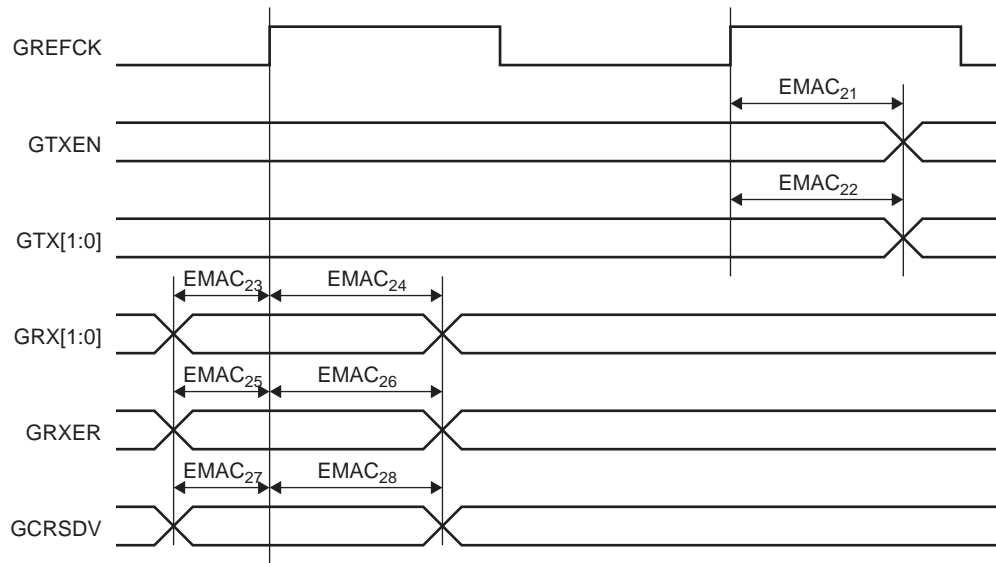 GREFCK
EMAC21
GTXEN
EMAC22
GTX[1:0]
EMAC23 EMAC24
GRX[1:0]
EMAC25 EMAC26
GRXER
EMAC27 EMAC28
GCRSDV